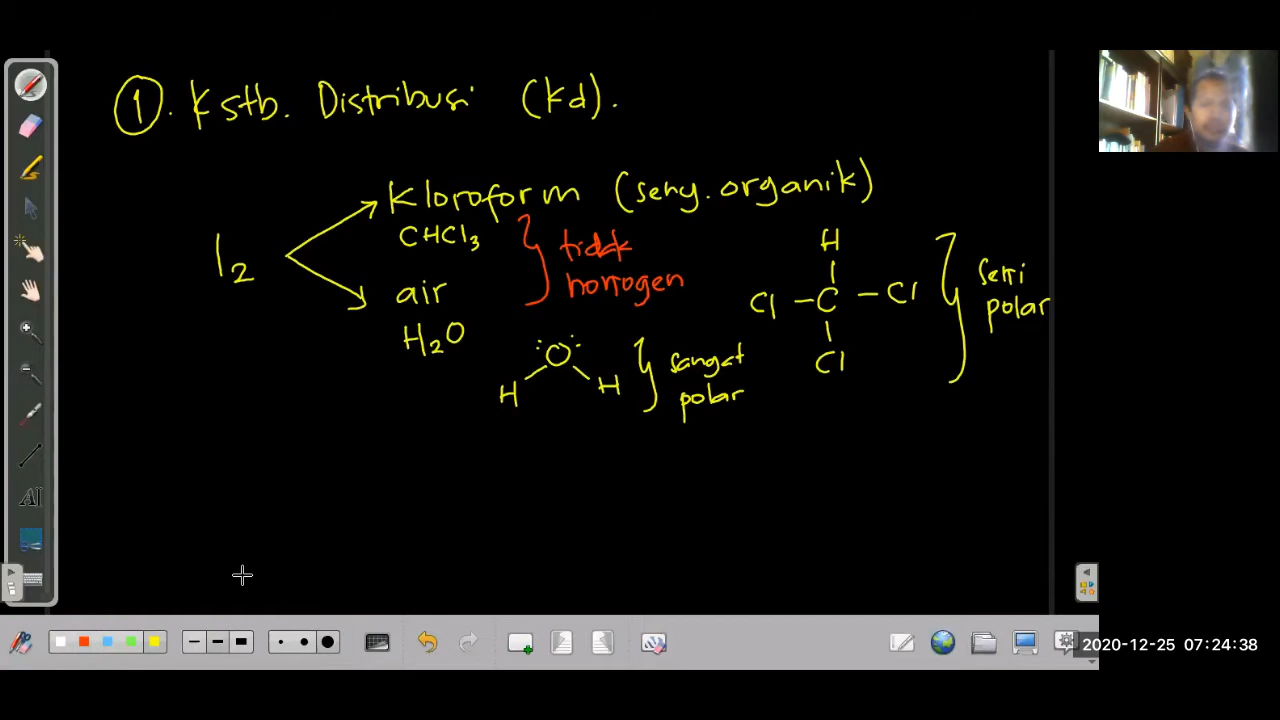 1. Kstb. Distribusi (Kd).
Kloroform (seny. organik)
CHCl3
I2
air
H2O
tidak
homogen
H
Cl – C – Cl
Cl
semi
polar
:O:
H H
sangat
polar
AI
2020-12-25 07:24:38